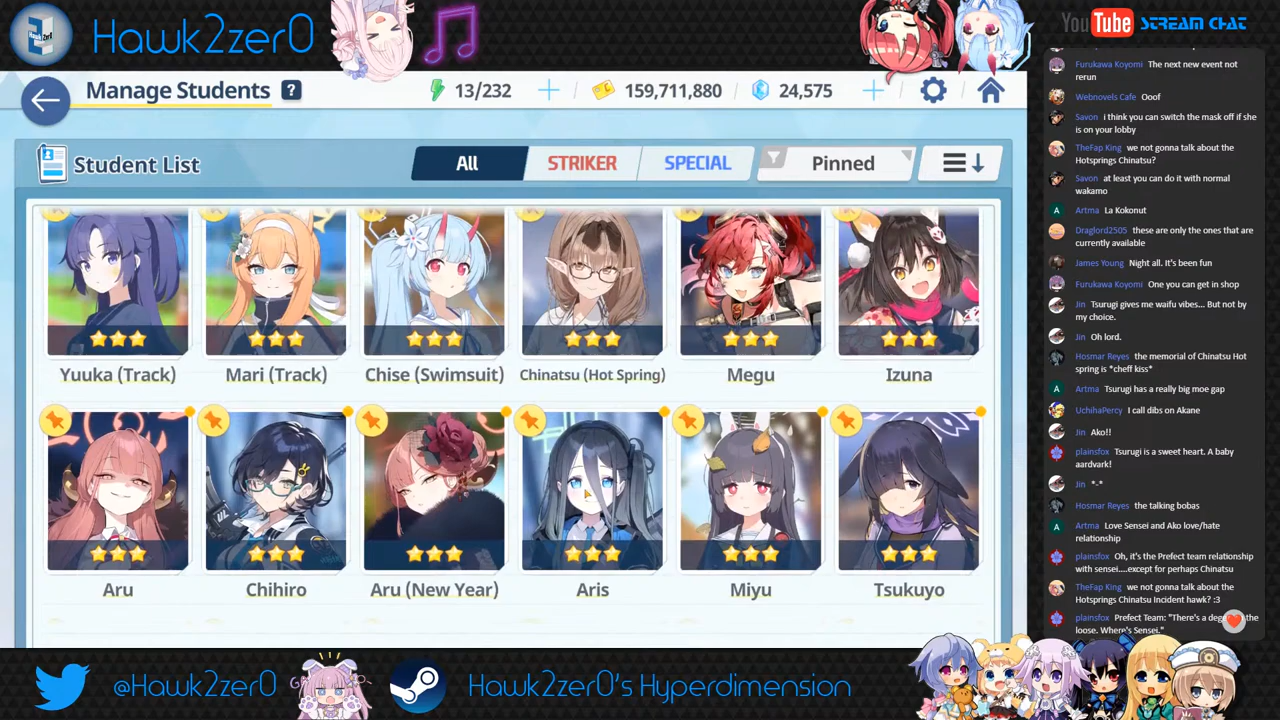 Hawk2zer0
You Tube STREAM CHAT
Manage Students ?
13/232
159,711,880
24,575
Student List
All
STRIKER
SPECIAL
Pinned
Yuuka (Track)
Mari (Track)
Chise (Swimsuit)
Chinatsu (Hot Spring)
Megu
Izuna
Aru
Chihiro
Aru (New Year)
Aris
Miyu
Tsukuyo
Furukawa Koyomi The next new event not
rerun
Webnovels Cafe Ooof
Savon i think you can switch the mask off if she
is on your lobby
TheFap King we not gonna talk about the
Hotsprings Chinatsu?
Savon at least you can do it with normal
wakamo
A Artma La Kokonut
Draglord2505 these are only the ones that are
currently available
James Young Night all. It's been fun
Furukawa Koyomi One you can get in shop
Jin Tsurugi gives me waifu vibes... But not by
my choice.
Jin Oh lord.
Hosmar Reyes the memorial of Chinatsu Hot
spring is *cheff kiss*
A Artma Tsurugi has a really big moe gap
UchihaPercy I call dibs on Akane
Jin Ako!!
plainsfox Tsurugi is a sweet heart. A baby
aardvark!
Jin *-*
Hosmar Reyes the talking bobas
A Artma Love Sensei and Ako love/hate
relationship
plainsfox Oh, it's the Prefect team relationship
with sensei....except for perhaps Chinatsu
TheFap King we not gonna talk about the
Hotsprings Chinatsu Incident hawk? :3
plainsfox Prefect Team: "There's a the
loose. Where's Sensei."
@Hawk2zer0
Hawk2zer0's Hyperdimension